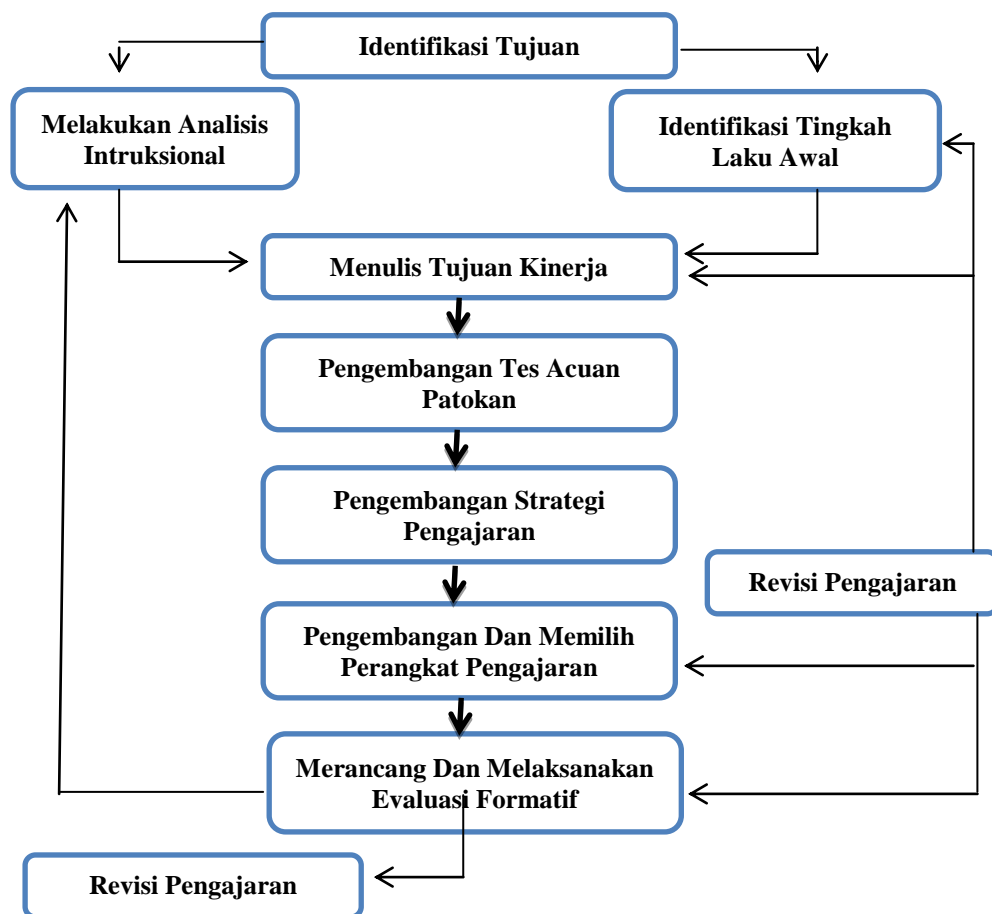 Identifikasi Tujuan
Melakukan Analisis
Intruksional
Identifikasi Tingkah
Laku Awal
Menulis Tujuan Kinerja
Pengembangan Tes Acuan
Patokan
Pengembangan Strategi
Pengajaran
Revisi Pengajaran
Pengembangan Dan Memilih
Perangkat Pengajaran
Merancang Dan Melaksanakan
Evaluasi Formatif
Revisi Pengajaran